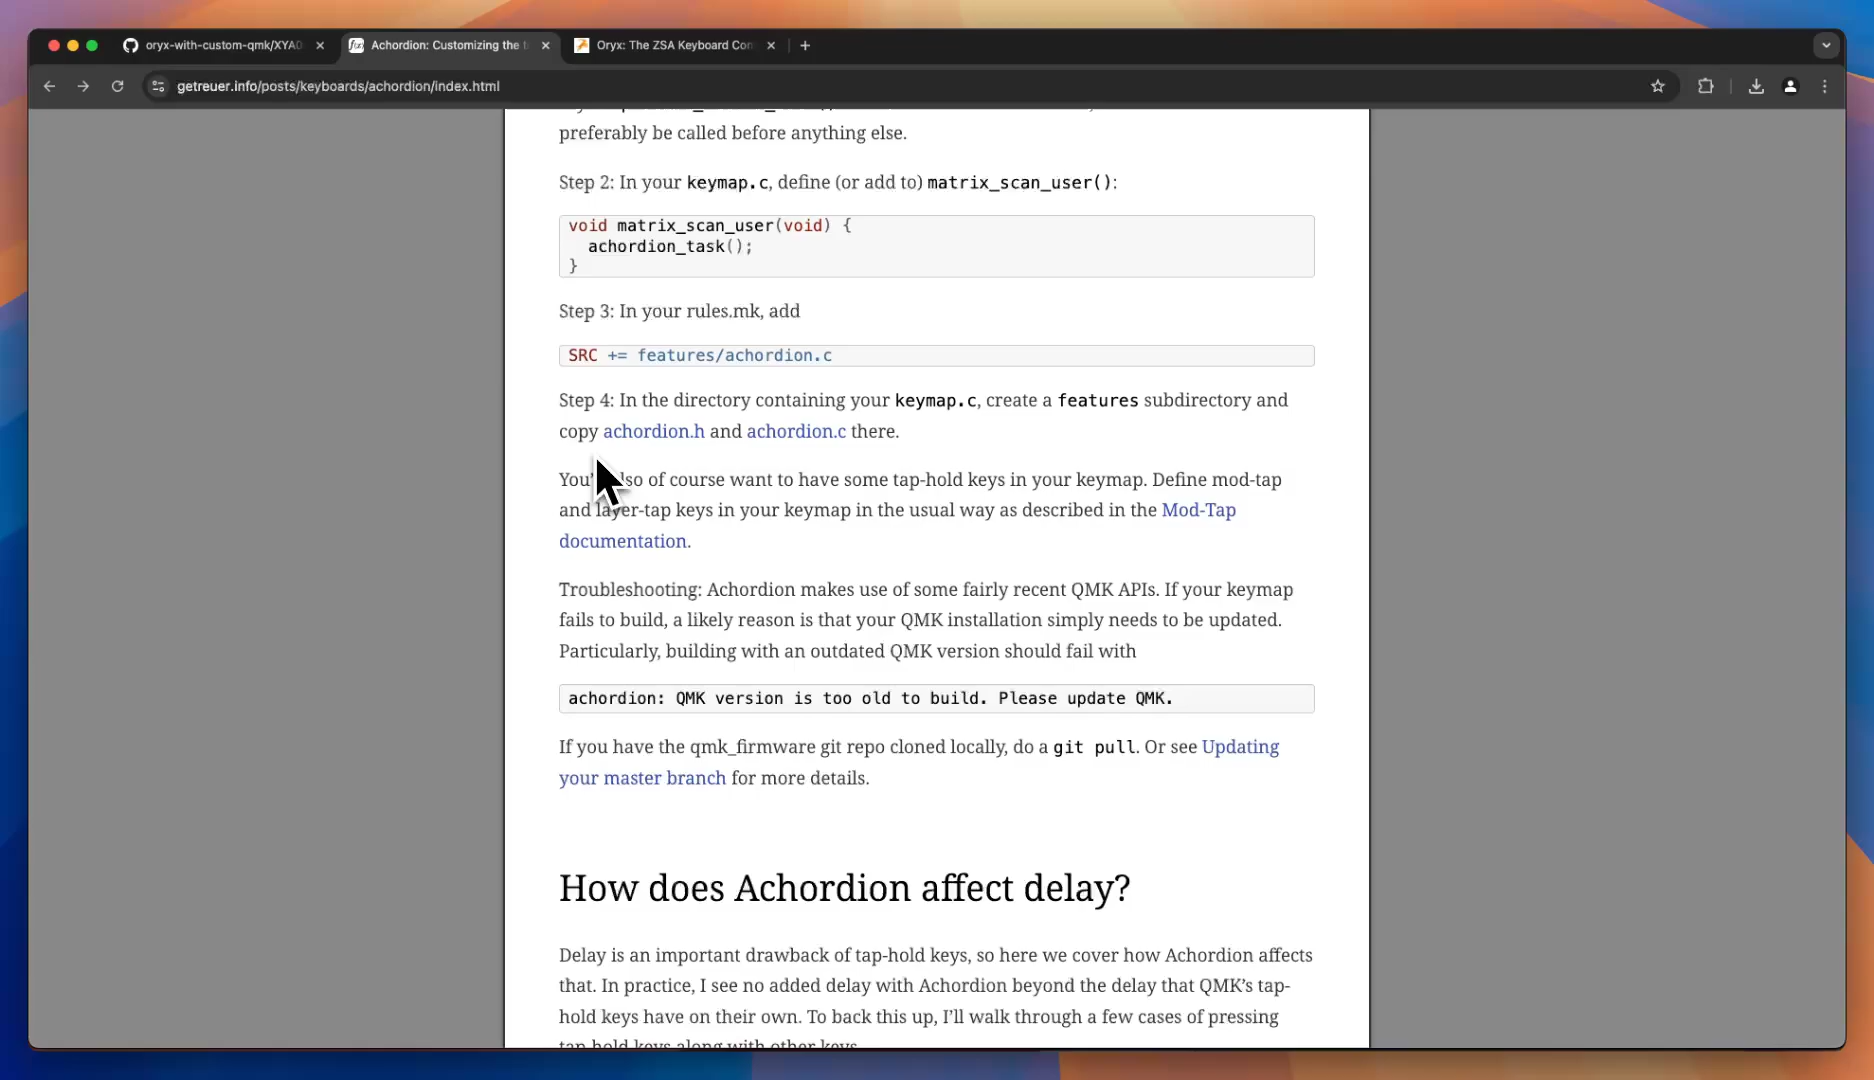 oryx-with-custom-qmk/XYAD
Achordion: Customizing the t
Oryx: The ZSA Keyboard Con
getreuer.info/posts/keyboards/achordion/index.html
preferably be called before anything else.
Step 2: In your keymap.c, define (or add to) matrix_scan_user():
void matrix_scan_user(void) {
achordion_task();
}
Step 3: In your rules.mk, add
SRC += features/achordion.c
Step 4: In the directory containing your keymap.c, create a features subdirectory and
copy achordion.h and achordion.c there.
of course want to have some tap-hold keys in your keymap. Define mod-tap
and layer-tap keys in your keymap in the usual way as described in the Mod-Tap
documentation.
Troubleshooting: Achordion makes use of some fairly recent QMK APIs. If your keymap
fails to build, a likely reason is that your QMK installation simply needs to be updated.
Particularly, building with an outdated QMK version should fail with
achordion: QMK version is too old to build. Please update QMK.
If you have the qmk_firmware git repo cloned locally, do a git pull. Or see Updating
your master branch for more details.
How does Achordion affect delay?
Delay is an important drawback of tap-hold keys, so here we cover how Achordion affects
that. In practice, I see no added delay with Achordion beyond the delay that QMK's tap-
hold keys have on their own. To back this up, I'll walk through a few cases of pressing
tap-hold keys along with other keys.